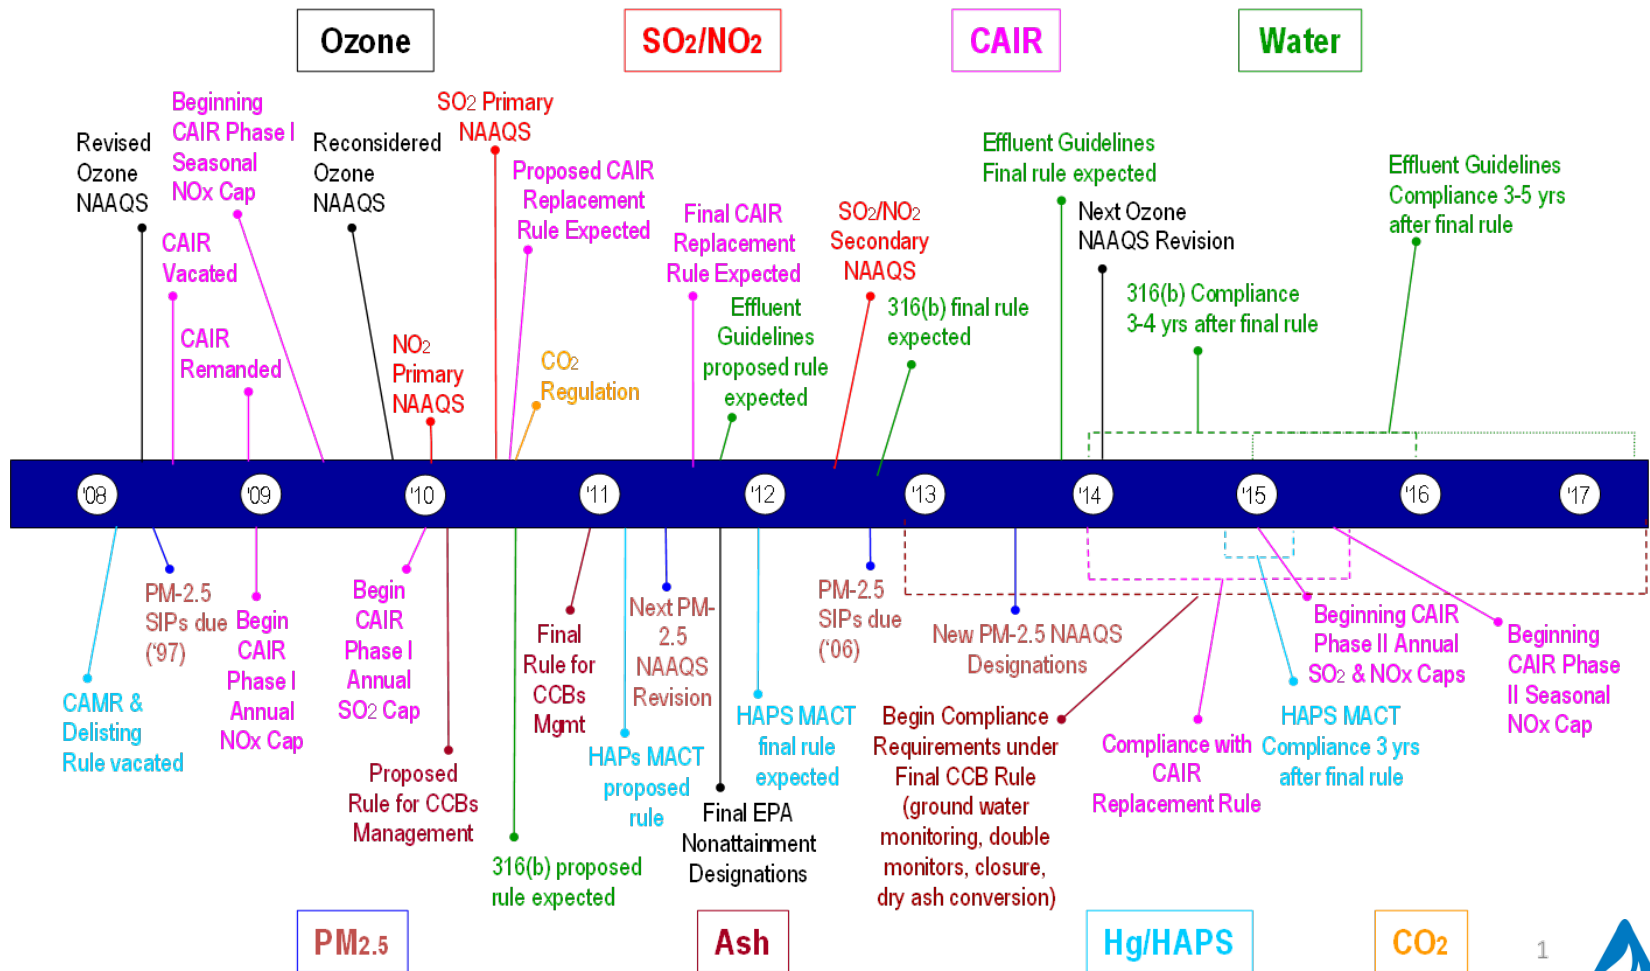 Ozone
SO2/NO2
CAIR
Water
Revised
Ozone
NAAQS
Beginning
CAIR Phase I
Seasonal
NOx Cap
CAIR
Vacated
CAIR
Remanded
Reconsidered
Ozone
NAAQS
SO2 Primary
NAAQS
NO2
Primary
NAAQS
Proposed CAIR
Replacement
Rule Expected
CO2
Regulation
Final CAIR
Replacement
Rule Expected
Effluent
Guidelines
proposed rule
expected
SO2/NO2
Secondary
NAAQS
316(b) final rule
expected
Effluent Guidelines
Final rule expected
Next Ozone
NAAQS Revision
316(b) Compliance
3-4 yrs after final rule
Effluent Guidelines
Compliance 3-5 yrs
after final rule
'08
'09
'10
'11
'12
'13
'14
'15
'16
'17
CAMR &
Delisting
Rule vacated
PM-2.5
SIPs due
('97)
Begin
CAIR
Phase I
Annual
NOx Cap
Begin
CAIR
Phase I
Annual
SO2 Cap
Proposed
Rule for CCBs
Management
316(b) proposed
rule expected
Final
Rule for
CCBs
Mgmt
HAPs MACT
proposed
rule
Next PM-
2.5
NAAQS
Revision
Final EPA
Nonattainment
Designations
HAPS MACT
final rule
expected
PM-2.5
SIPs due
('06)
New PM-2.5 NAAQS
Designations
Begin Compliance
Requirements under
Final CCB Rule
(ground water
monitoring, double
monitors, closure,
dry ash conversion)
Compliance with
CAIR
Replacement Rule
Beginning CAIR
Phase II Annual
SO2 & NOx Caps
HAPS MACT
Compliance 3 yrs
after final rule
Beginning
CAIR Phase
II Seasonal
NOx Cap
PM2.5
Ash
Hg/HAPS
CO2
1